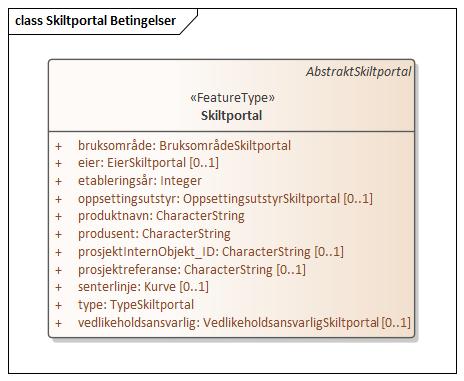 class Skiltportal Betingelser
AbstraktSkiltportal
«FeatureType»
Skiltportal
+ bruksområde: BruksområdeSkiltportal
+ eier: EierSkiltportal [0..1]
+ etableringsår: Integer
+ oppsettingsutstyr: OppsettingsutstyrSkiltportal [0..1]
+ produktnavn: CharacterString
+ produsent: CharacterString
+ prosjektInternObjekt_ID: CharacterString [0..1]
+ prosjektreferanse: CharacterString [0..1]
+ senterlinje: Kurve [0..1]
+ type: TypeSkiltportal
+ vedlikeholdsansvarlig: VedlikeholdsansvarligSkiltportal [0..1]